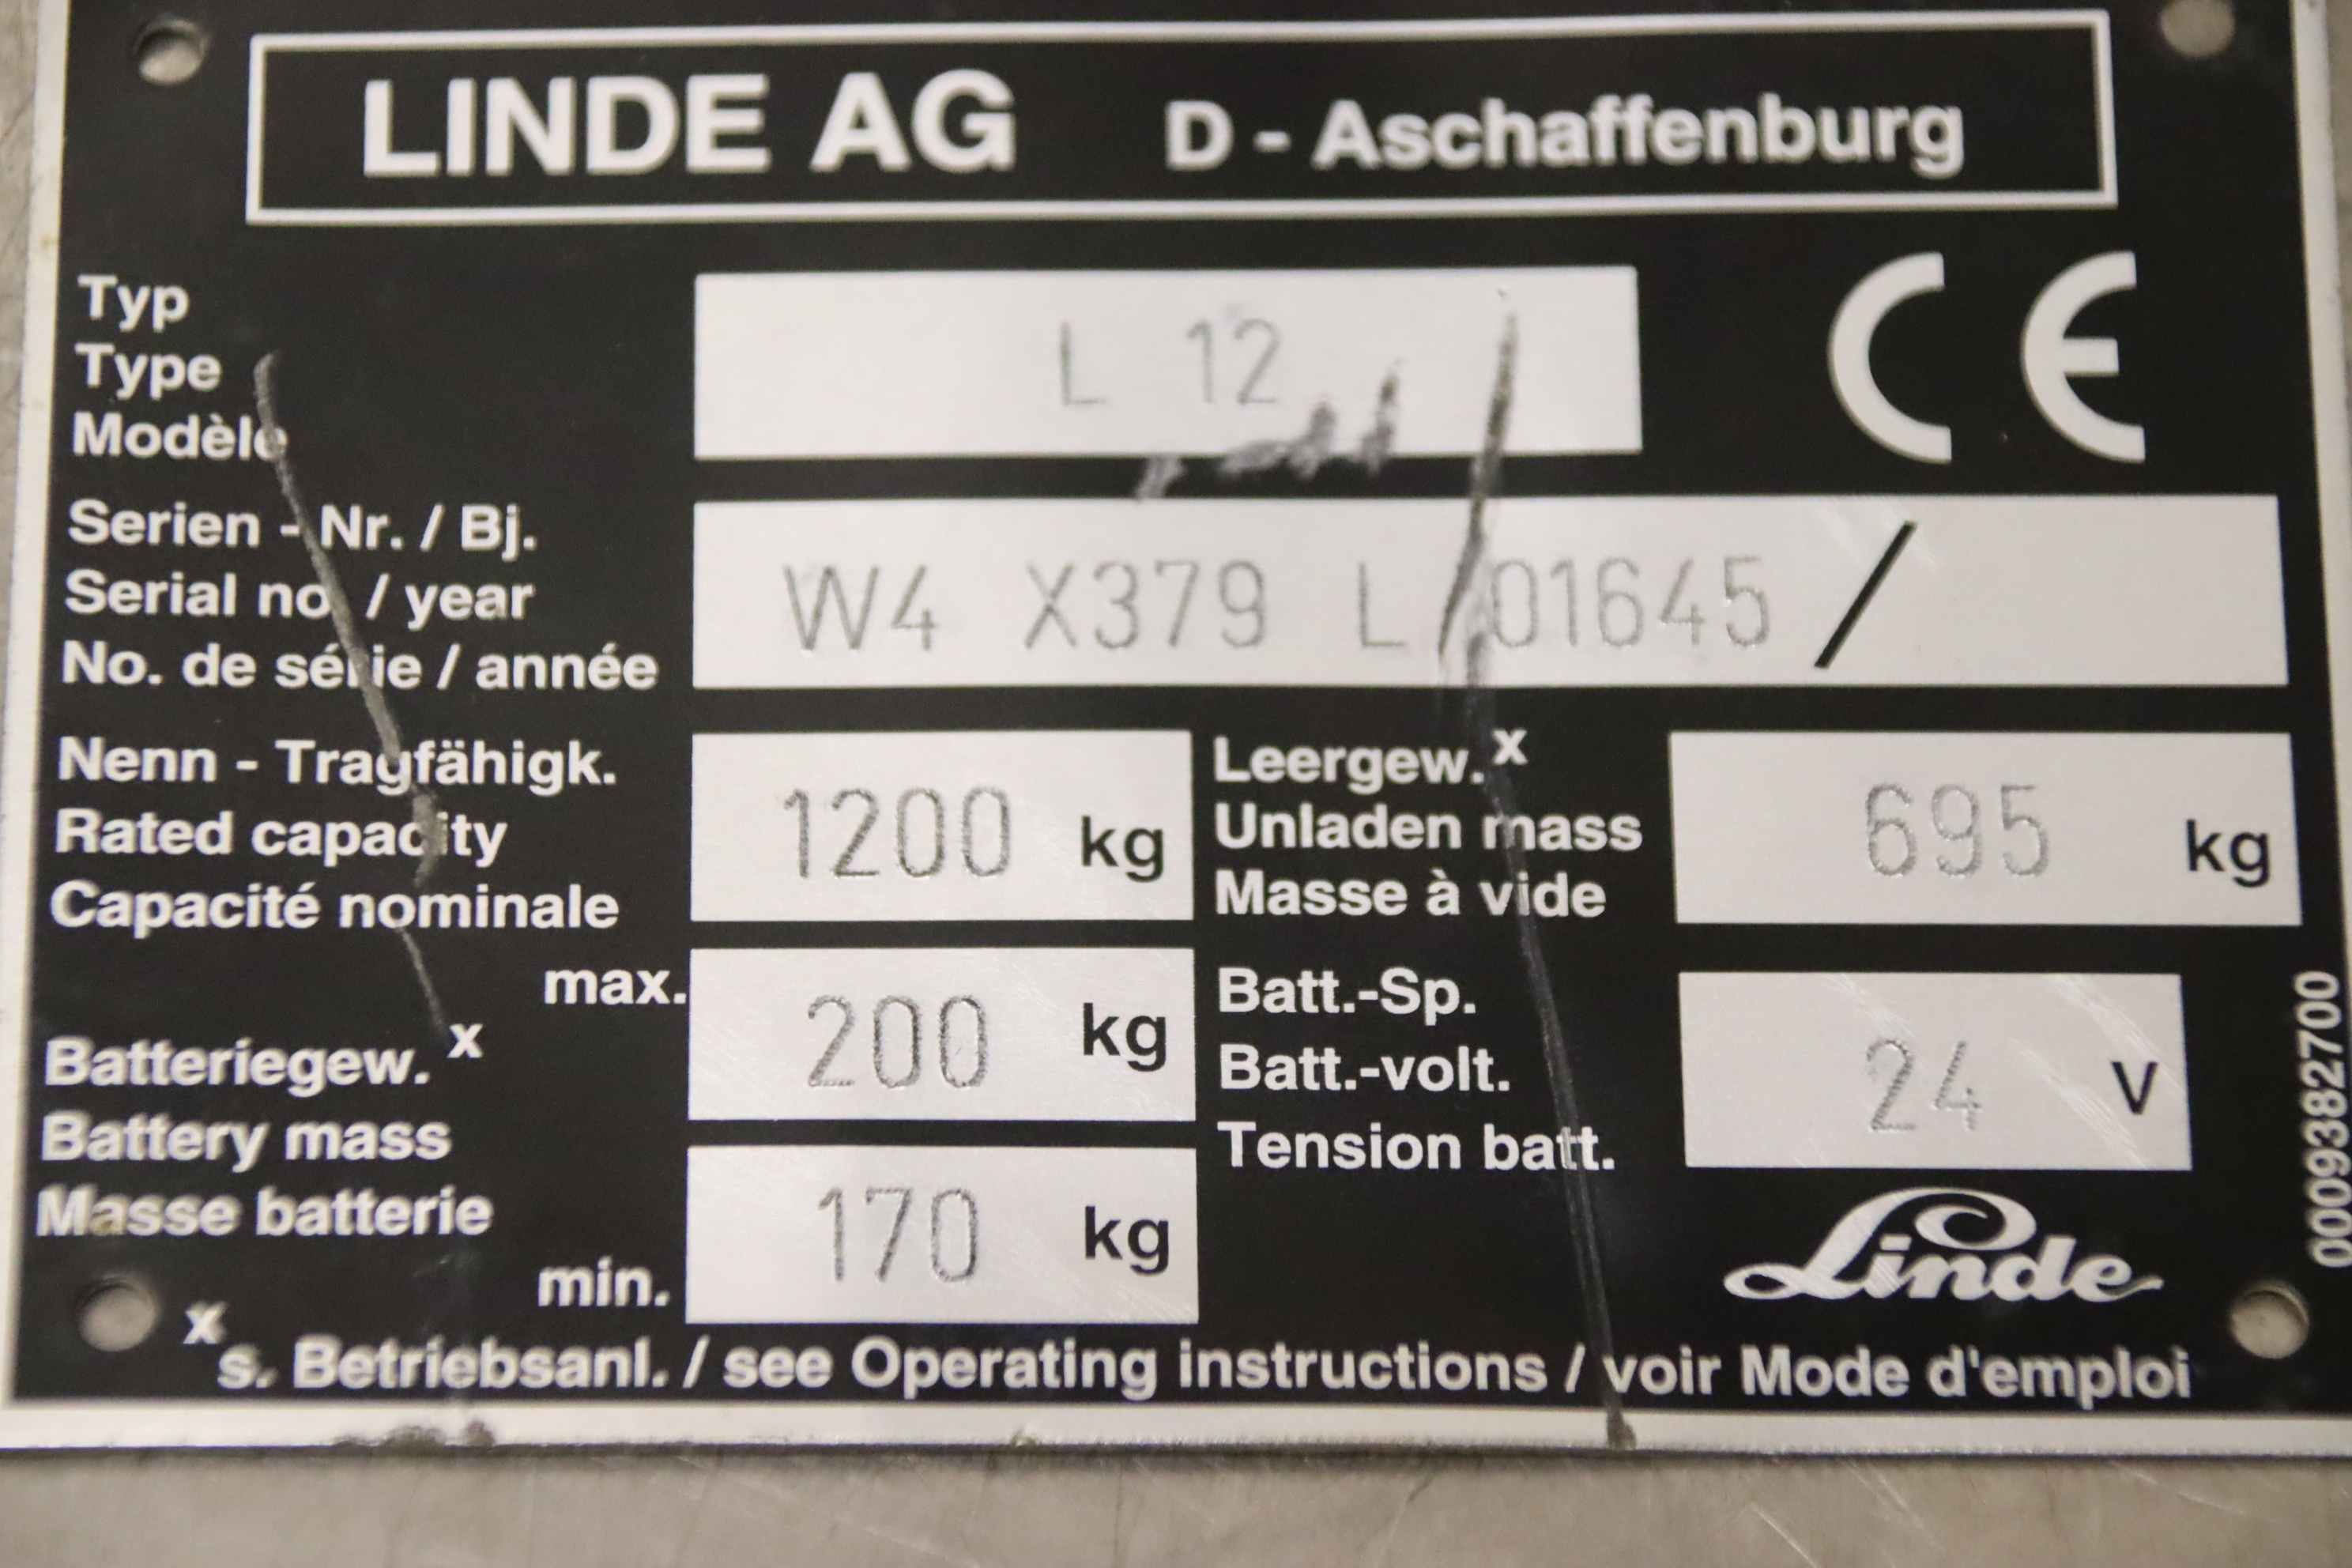 LINDE AG D - Aschaffenburg
Typ
Type
Modèle
L 12
CE
Serien - Nr. / Bj.
Serial no. / year
No. de série / année
W4 X379 L 01645 /
Nenn - Tragfähigk.
Rated capacity
Capacité nominale
1200 kg
Leergew. x
Unladen mass
Masse à vide
695 kg
max.
Batteriegew. x
Battery mass
Masse batterie
min.
200 kg
170 kg
Batt.-Sp.
Batt.-volt.
Tension batt.
24 V
Linde
x s. Betriebsanl. / see Operating instructions / voir Mode d'emploi
0009382700